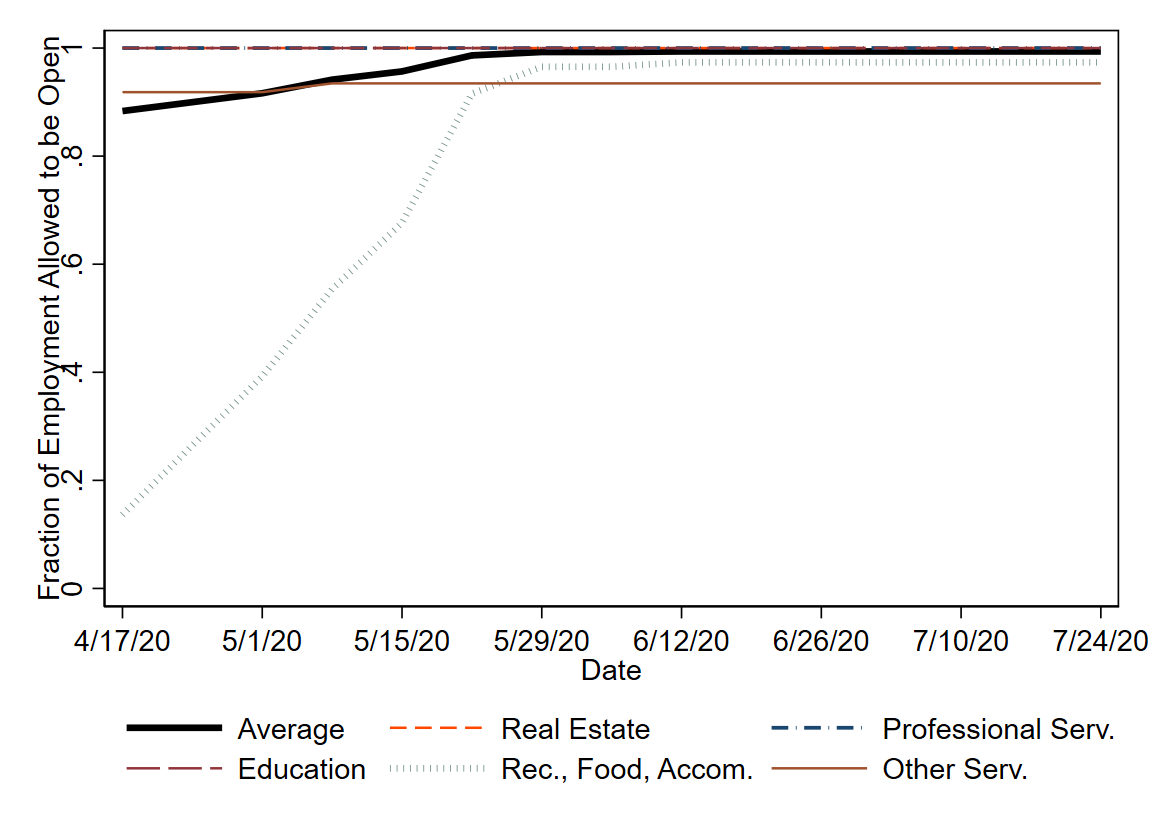 Fraction of Employment Allowed to be Open
1
.8
.6
.4
.2
0
4/17/20 5/1/20 5/15/20 5/29/20 6/12/20 6/26/20 7/10/20 7/24/20
Date
Average Real Estate Professional Serv.
Education Rec., Food, Accom. Other Serv.